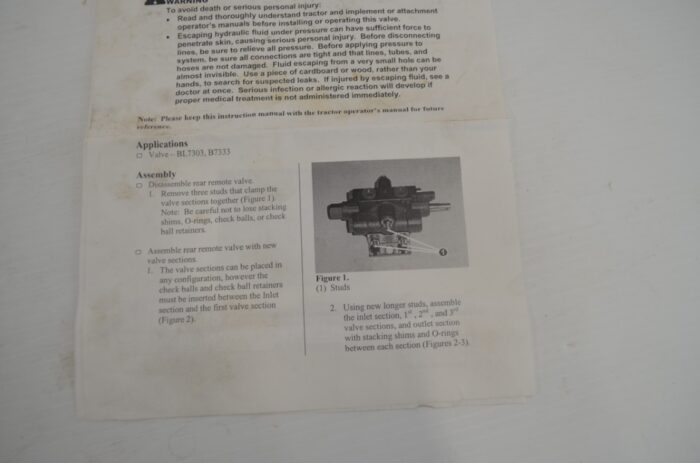 WARNING
To avoid death or serious personal injury:
• Read and thoroughly understand tractor and implement or attachment
operator's manuals before installing or operating this valve.
• Escaping hydraulic fluid under pressure can have sufficient force to
penetrate skin, causing serious personal injury. Before disconnecting
lines, be sure to relieve all pressure. Before applying pressure to
system, be sure all connections are tight and that lines, tubes, and
hoses are not damaged. Fluid escaping from a very small hole can be
almost invisible. Use a piece of cardboard or wood, rather than your
hands, to search for suspected leaks. If injured by escaping fluid, see a
doctor at once. Serious infection or allergic reaction will develop if
proper medical treatment is not administered immediately.
Note: Please keep this instruction manual with the tractor operator's manual for future
reference.
Applications
Valve – BL7303, B7333
Assembly
Disassemble rear remote valve.
1. Remove three studs that clamp the
valve sections together (Figure 1).
Note: Be careful not to lose stacking
shims, O-rings, check balls, or check
ball retainers.
Assemble rear remote valve with new
valve sections.
1. The valve sections can be placed in
any configuration, however the
check balls and check ball retainers
must be inserted between the Inlet
section and the first valve section
(Figure 2).
1
Figure 1.
(1) Studs
2. Using new longer studs, assemble
the inlet section, 1st, 2nd, and 3rd
valve sections, and outlet section
with stacking shims and O-rings
between each section (Figures 2-3).